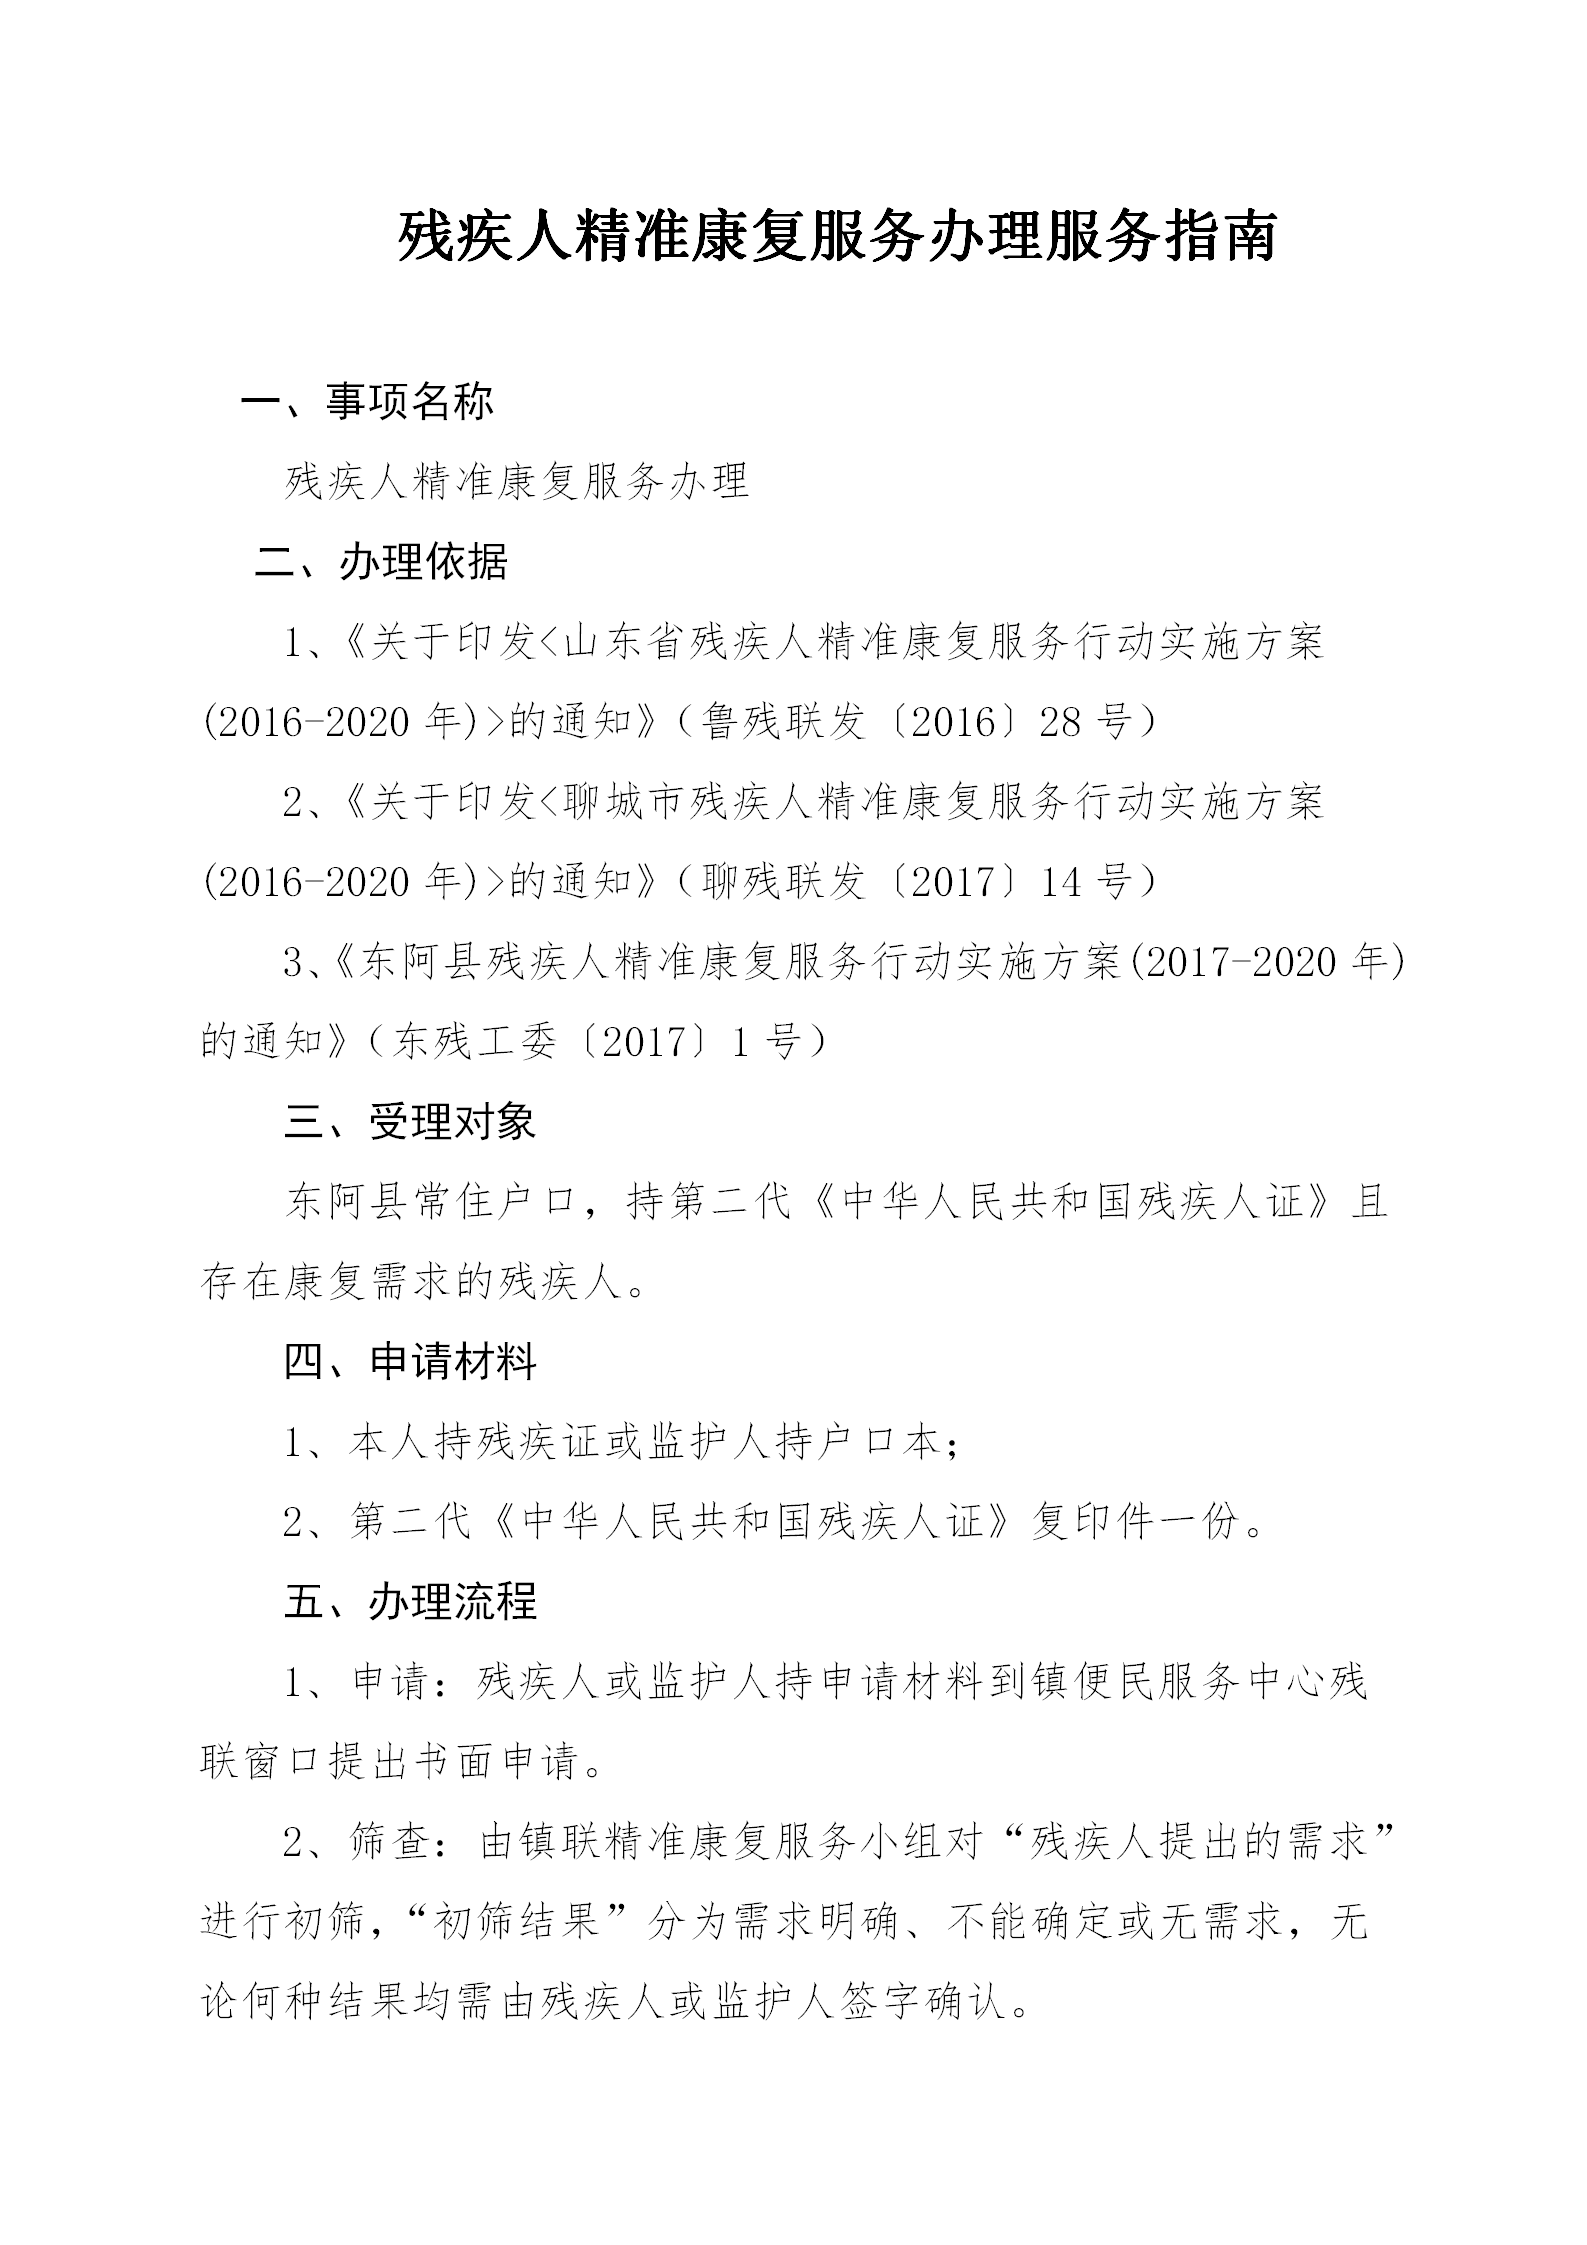 残疾人精准康复服务办理服务指南
一、事项名称
残疾人精准康复服务办理
二、办理依据
1、《关于印发<山东省残疾人精准康复服务行动实施方案
(2016-2020 年)>的通知》（鲁残联发〔2016〕28 号）
2、《关于印发<聊城市残疾人精准康复服务行动实施方案
(2016-2020 年)>的通知》（聊残联发〔2017〕14 号）
3、《东阿县残疾人精准康复服务行动实施方案(2017-2020 年)
的通知》（东残工委〔2017〕1 号）
三、受理对象
东阿县常住户口，持第二代《中华人民共和国残疾人证》且
存在康复需求的残疾人。
四、申请材料
1、本人持残疾证或监护人持户口本；
2、第二代《中华人民共和国残疾人证》复印件一份。
五、办理流程
1、申请：残疾人或监护人持申请材料到镇便民服务中心残
联窗口提出书面申请。
2、筛查：由镇联精准康复服务小组对“残疾人提出的需求”
进行初筛，“初筛结果”分为需求明确、不能确定或无需求，无
论何种结果均需由残疾人或监护人签字确认。